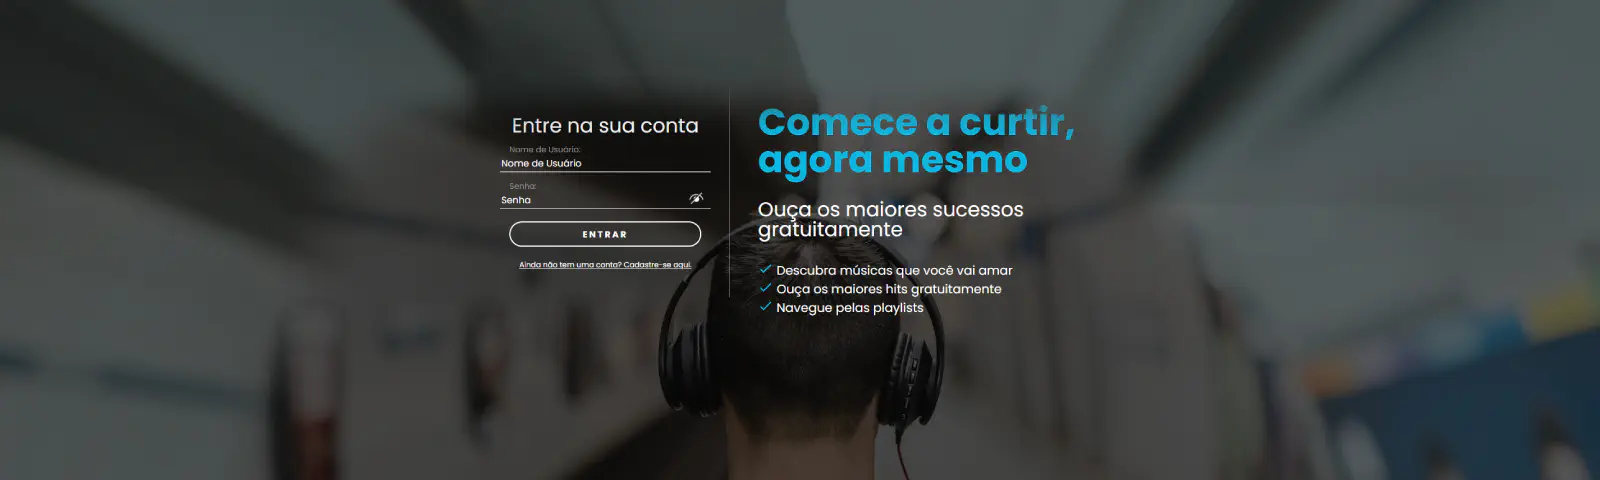 Entre na sua conta
Nome de Usuário:
Nome de Usuário
Senha:
Senha
ENTRAR
Ainda não tem uma conta? Cadastre-se aqui.
Comece a curtir,
agora mesmo
Ouça os maiores sucessos
gratuitamente
Descubra músicas que você vai amar
Ouça os maiores hits gratuitamente
Navegue pelas playlists